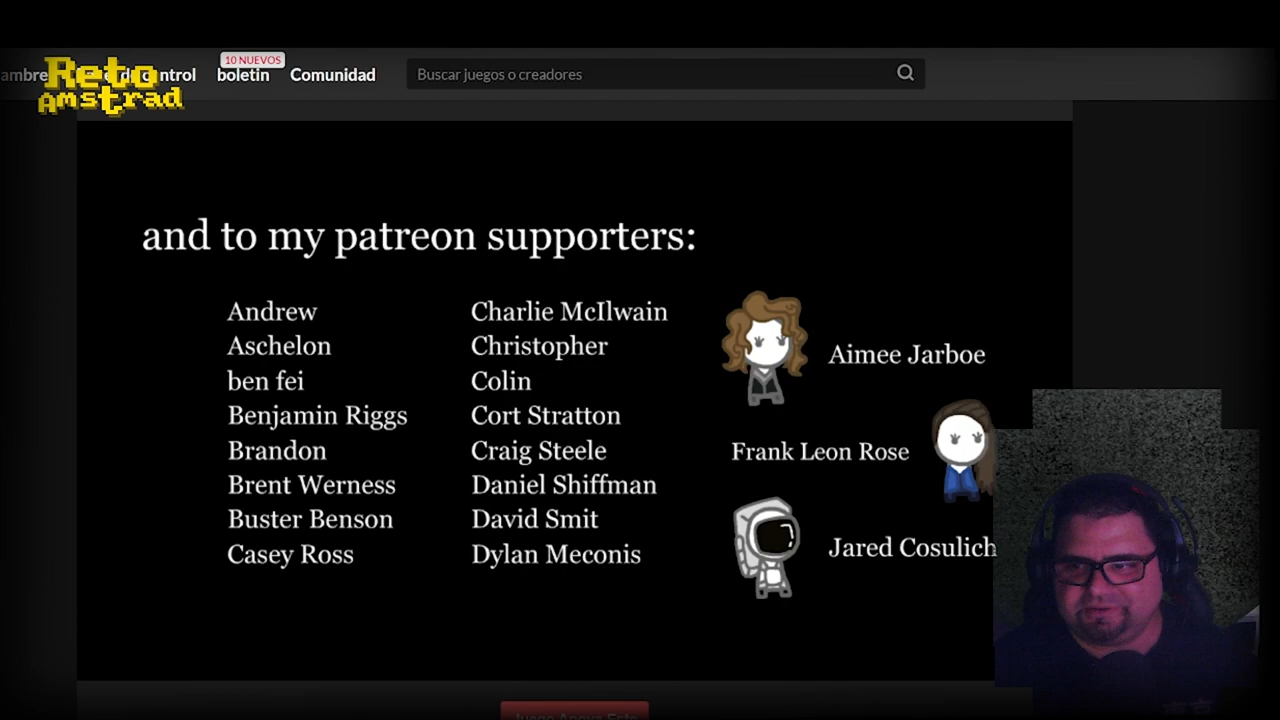 10 NUEVOS
boletin Comunidad
Buscar juegos o creadores
Reto
Amstrad
and to my patreon supporters:
Andrew
Aschelon
ben fei
Benjamin Riggs
Brandon
Brent Werness
Buster Benson
Casey Ross
Charlie McIlwain
Christopher
Colin
Cort Stratton
Craig Steele
Daniel Shiffman
David Smit
Dylan Meconis
Aimee Jarboe
Frank Leon Rose
Jared Cosulich